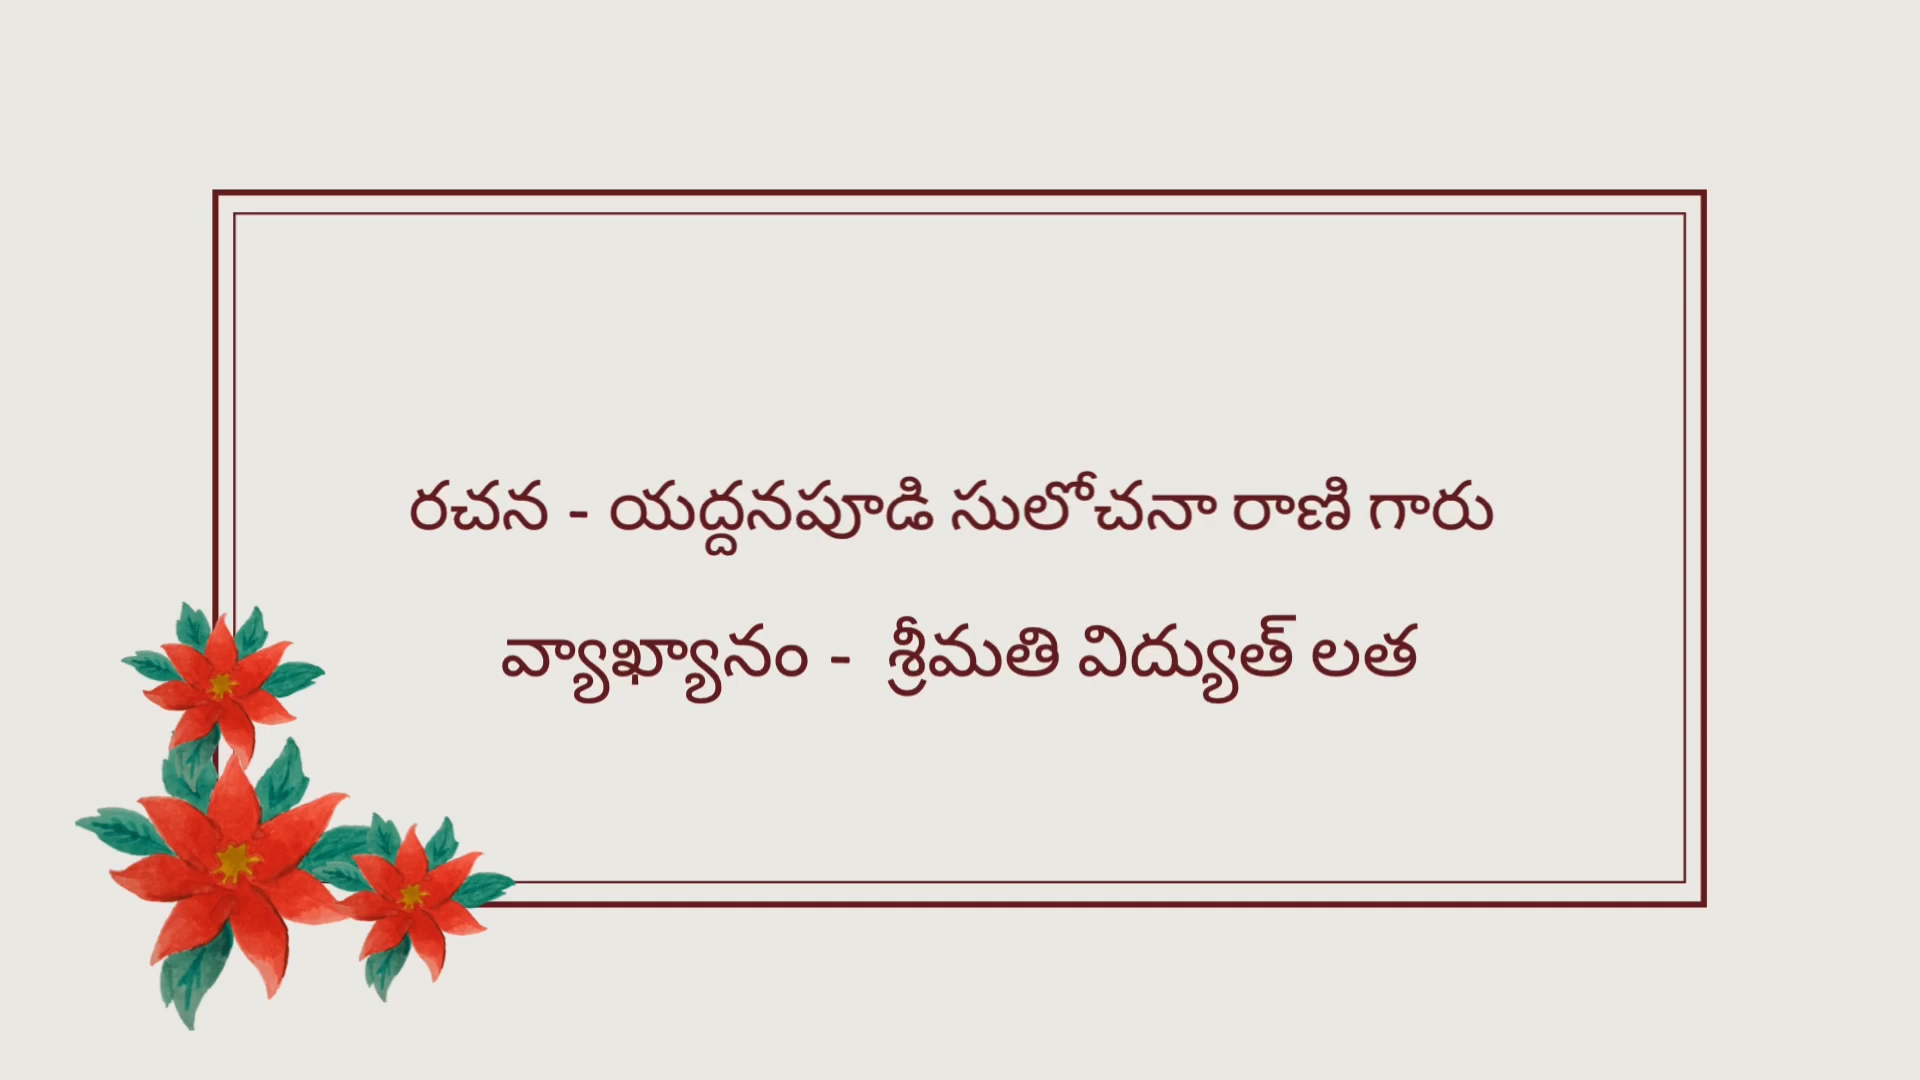 రచన - యద్దనపూడి సులోచనా రాణి గారు
వ్యాఖ్యానం - శ్రీమతి విద్యుత్ లత